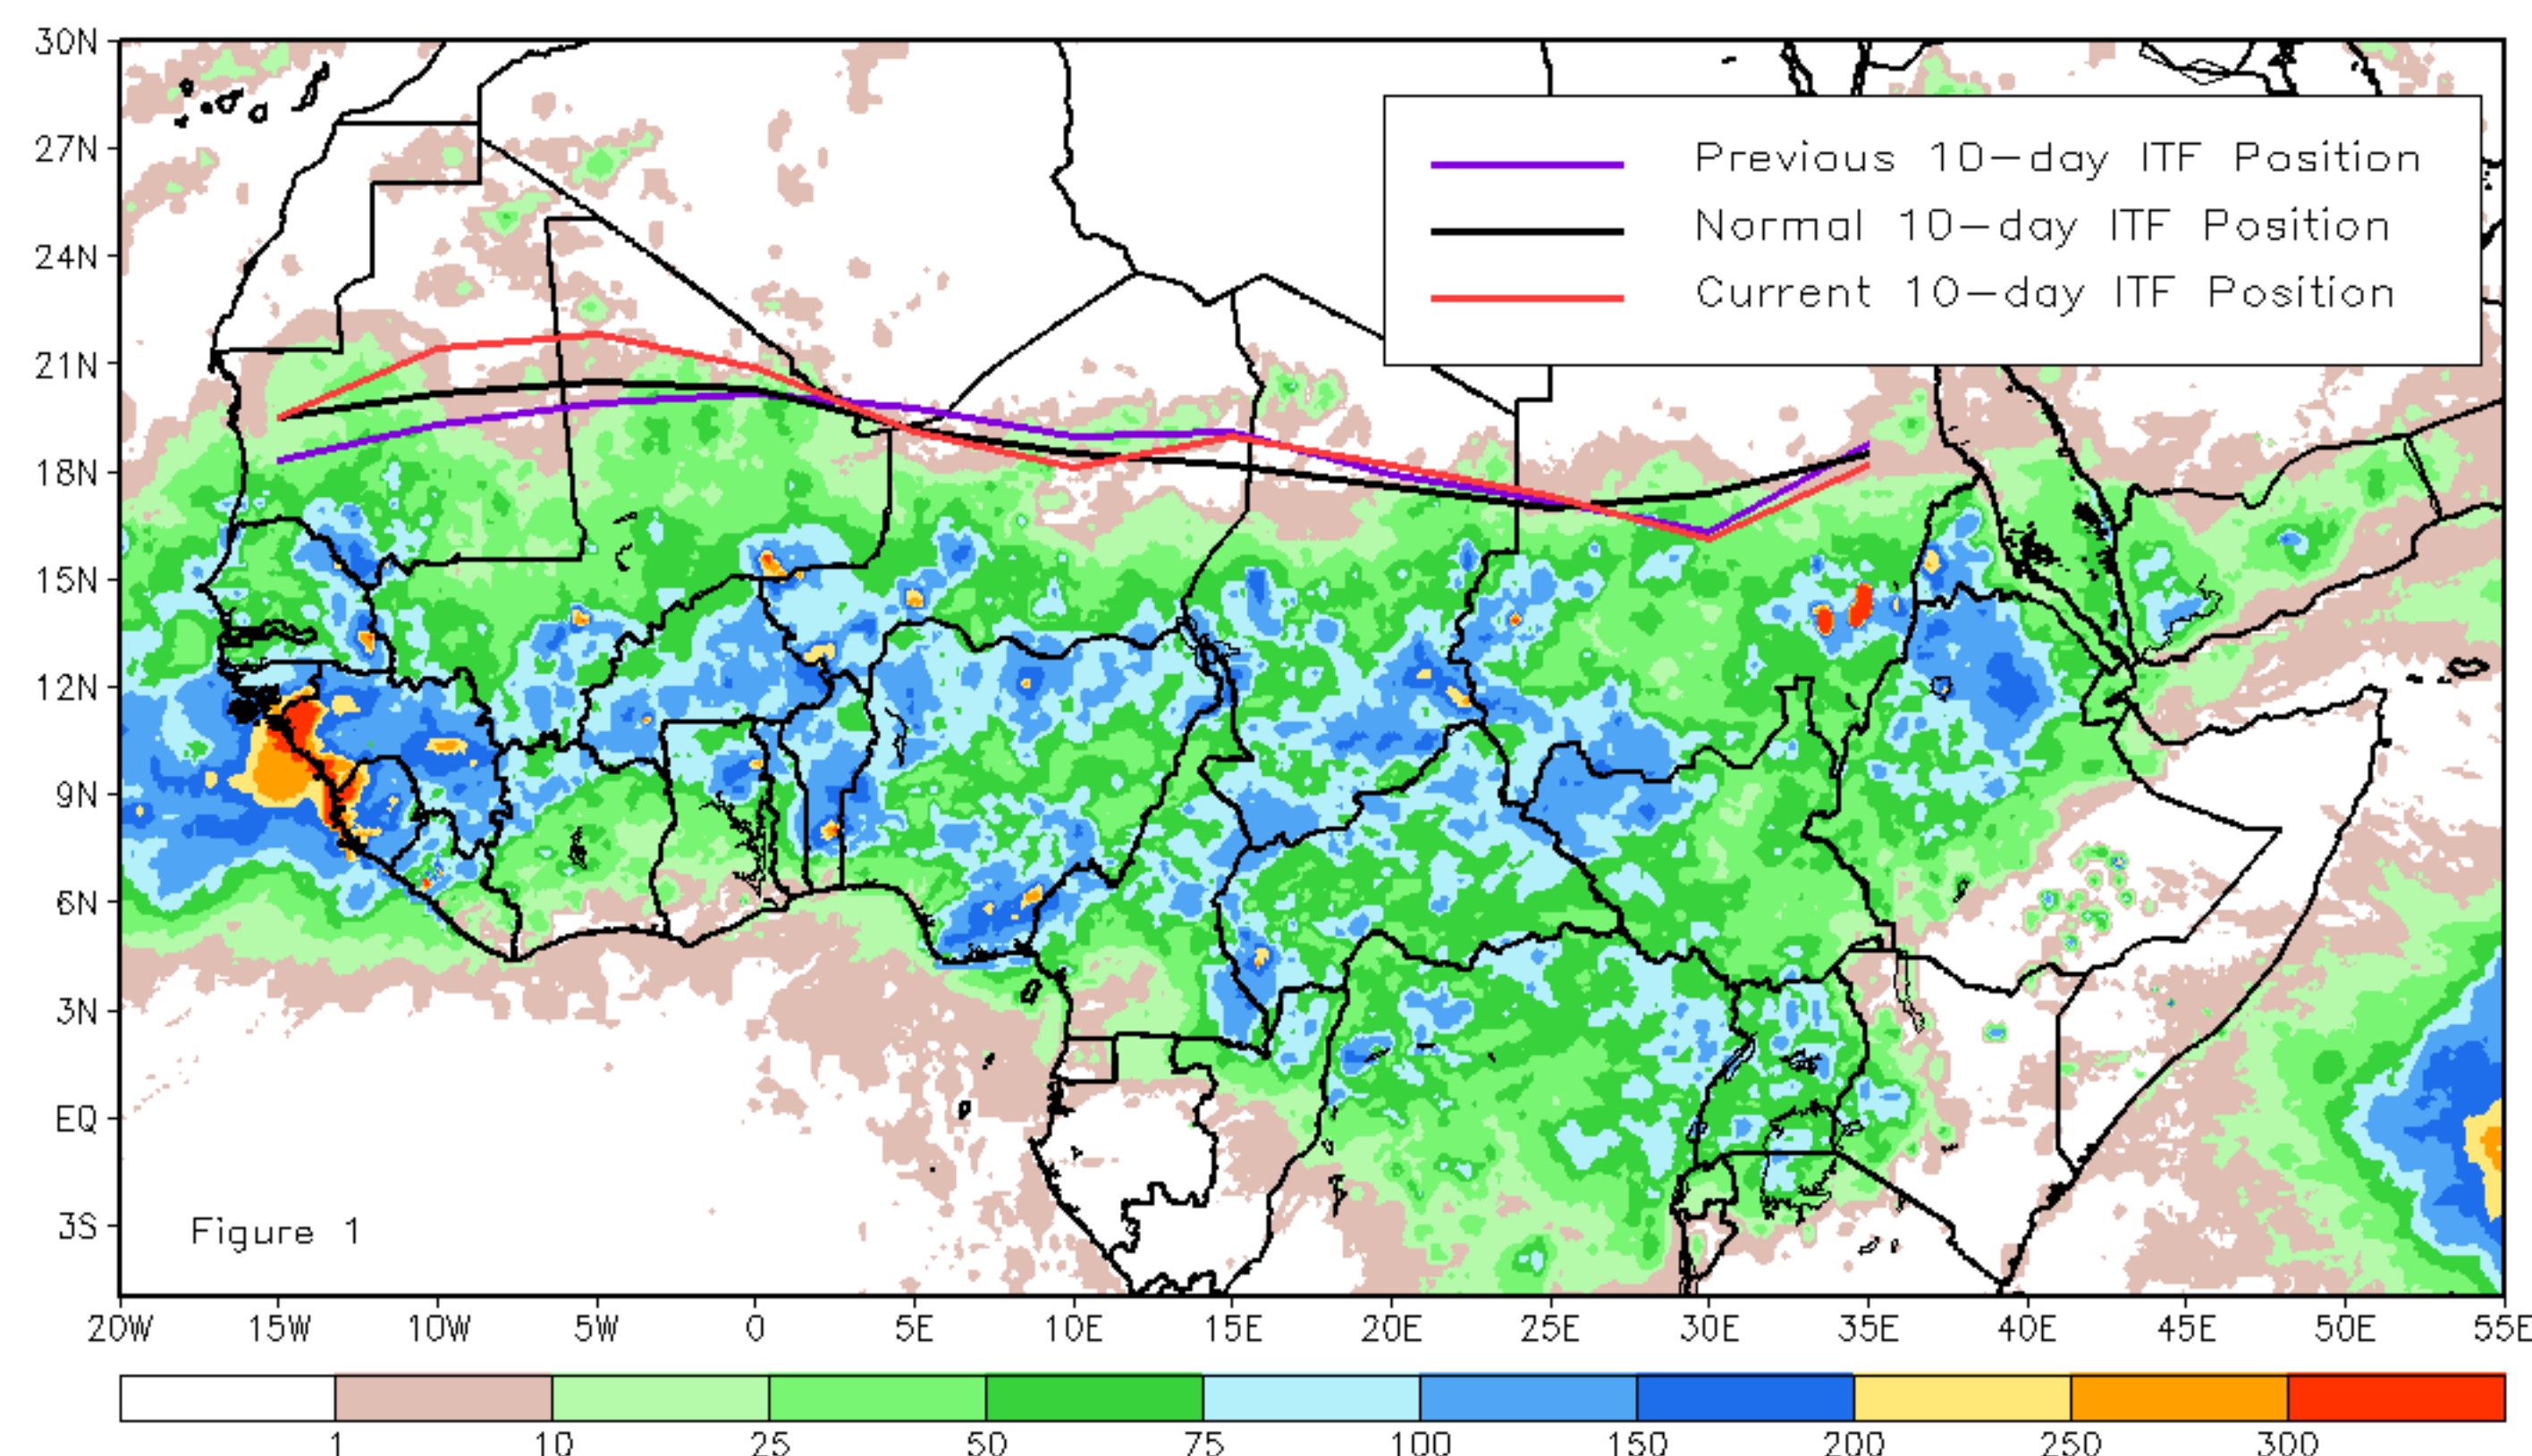 30N
27N
24N
21N
18N
15N
12N
9N
6N
3N
EQ
3S
Previous 10-day ITF Position
Normal 10-day ITF Position
Current 10-day ITF Position
Figure 1
20W 15W 10W 5W 0 5E 10E 15E 20E 25E 30E 35E 40E 45E 50E 55E
1 10 25 50 75 100 150 200 250 300